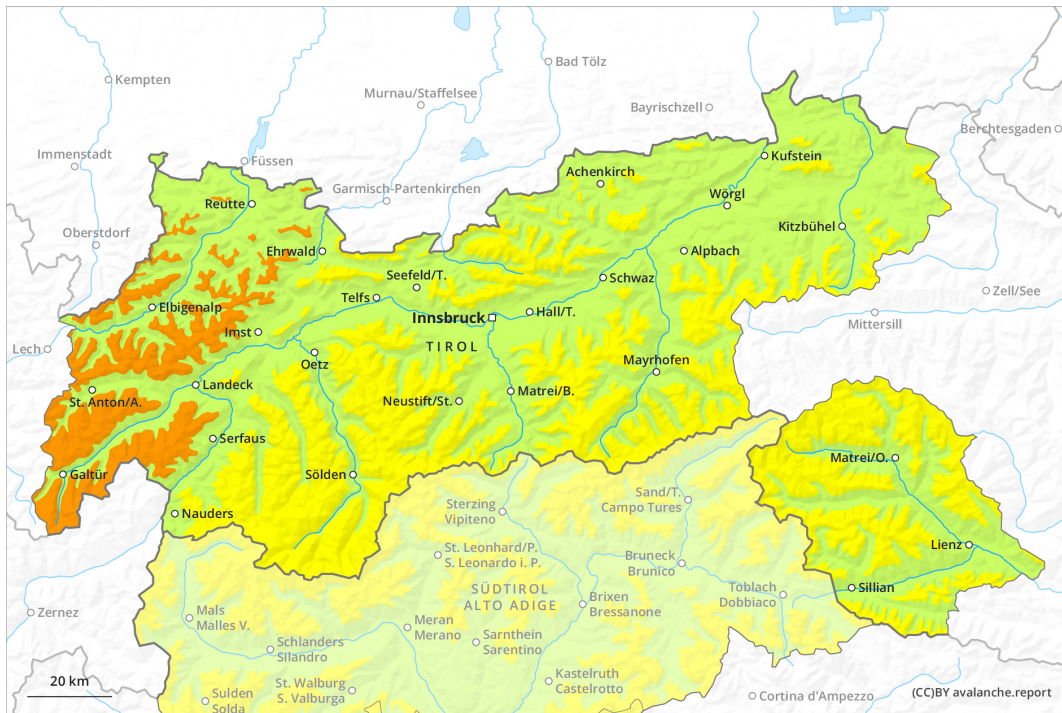 Kempten
Bad Tölz
Murnau/Staffelsee
Bayrischzell
Berchtesgaden
Immenstadt
Füssen
Kufstein
Achenkirch
Garmisch-Partenkirchen
Reutte
Wörgl
Oberstdorf
Kitzbühel
Ehrwald
Alpbach
Seefeld/T.
Schwaz
Telfs
Zell/See
Elbigenalp
Innsbruck
Hall/T.
Mittersill
Imst
Lech
TIROL
Oetz
Mayrhofen
Landeck
Matrei/B.
St. Anton/A.
Neustift/St.
Serfaus
Matrei/O.
Galtür
Sölden
Sand/T.
Campo Tures
Sterzing
Vipiteno
Nauders
Lienz
St. Leonhard/P.
S. Leonardo i. P.
Bruneck
Brunico
Sillian
SÜDTIROL
ALTO ADIGE
Toblach
Dobbiaco
Brixen
Bressanone
Zernez
Mals
Malles V.
Meran
Merano
Schlanders
Silandro
Sarnthein
Sarentino
20 km
St. Walburg
S. Valburga
Kastelruth
Castelrotto
Sulden
Solda
Cortina d'Ampezzo
(CC)BY avalanche.report